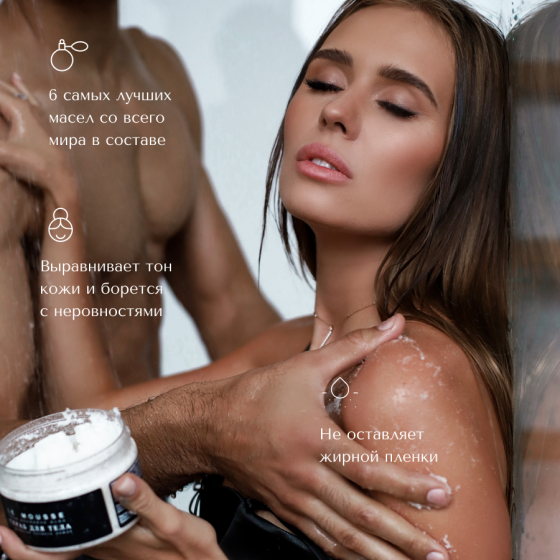 6 самых лучших
масел со всего
мира в составе
Выравнивает тон
кожи и борется
с неровностями
Не оставляет
жирной пленки
MOUSSE
ДЛЯ ТЕЛА